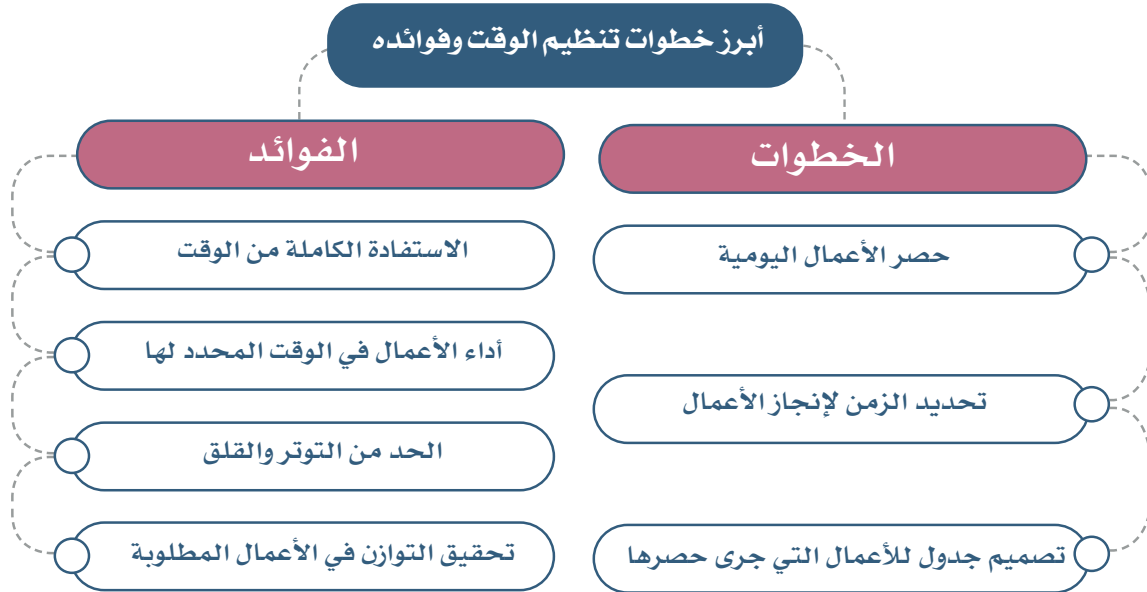 أبرز خطوات تنظيم الوقت وفوائده
الخطوات
حصر الأعمال اليومية
تحديد الزمن لإنجاز الأعمال
تصميم جدول للأعمال التي جرى حصرها
الفوائد
الاستفادة الكاملة من الوقت
أداء الأعمال في الوقت المحدد لها
الحد من التوتر والقلق
تحقيق التوازن في الأعمال المطلوبة